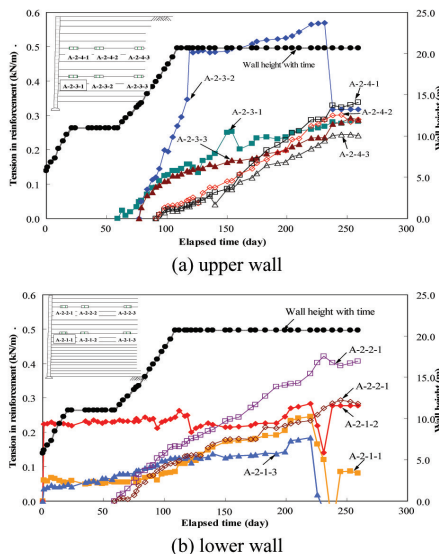 Tension in reinforcement (kN/m) .
0.6
0.5
0.4
0.3
0.2
0.1
0.0
A-2-4-1 A-2-4-2 A-2-4-3
A-2-3-1 A-2-3-2 A-2-3-3
Wall height with time
A-2-3-2
A-2-4-1
A-2-4-2
A-2-3-1
A-2-3-3
A-2-4-3
25.0
20.0
15.0
10.0
5.0
0.0
Wall height (m)
0 50 100 150 200 250 300
Elapsed time (day)
(a) upper wall
Tension in reinforcement (kN/m) .
0.6
0.5
0.4
0.3
0.2
0.1
0
A-2-2-1 A-2-2-2 A-2-2-3
A-2-1-1 A-2-1-2 A-2-1-3
Wall height with time
A-2-2-1
A-2-2-1
A-2-1-2
A-2-1-1
A-2-1-3
25.0
20.0
15.0
10.0
5.0
0.0
0 50 100 150 200 250 300
Elapsed time (day)
(b) lower wall